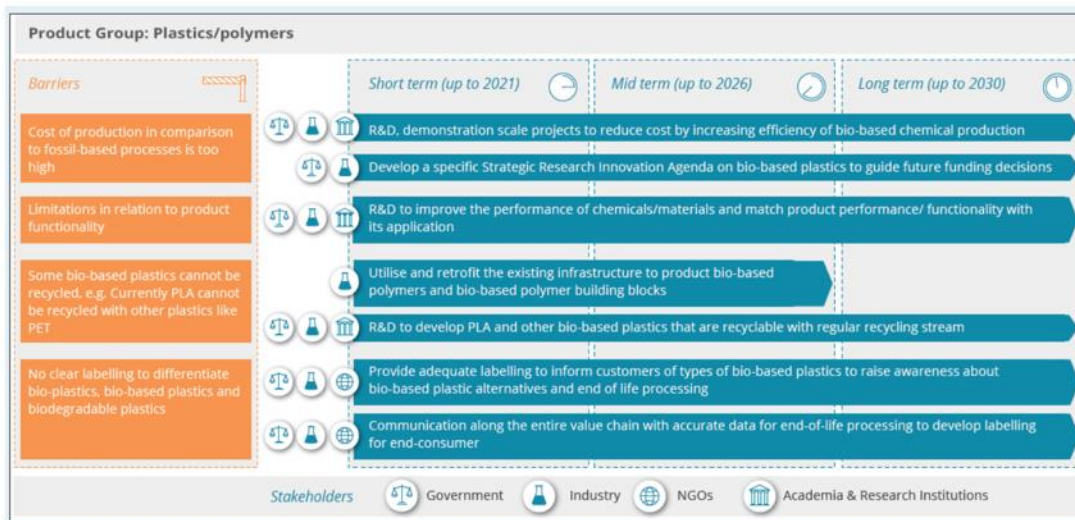 Product Group: Plastics/polymers
Barriers
Short term (up to 2021)
Mid term (up to 2026)
Long term (up to 2030)
Cost of production in comparison
to fossil-based processes is too
high
R&D, demonstration scale projects to reduce cost by increasing efficiency of bio-based chemical production
Develop a specific Strategic Research Innovation Agenda on bio-based plastics to guide future funding decisions
Limitations in relation to product
functionality
R&D to improve the performance of chemicals/materials and match product performance/ functionality with
its application
Some bio-based plastics cannot be
recycled, e.g. Currently PLA cannot
be recycled with other plastics like
PET
Utilise and retrofit the existing infrastructure to product bio-based
polymers and bio-based polymer building blocks
R&D to develop PLA and other bio-based plastics that are recyclable with regular recycling stream
No clear labelling to differentiate
bio-plastics, bio-based plastics and
biodegradable plastics
Provide adequate labelling to inform customers of types of bio-based plastics to raise awareness about
bio-based plastic alternatives and end of life processing
Communication along the entire value chain with accurate data for end-of-life processing to develop labelling
for end-consumer
Stakeholders
Government
Industry
NGOs
Academia & Research Institutions